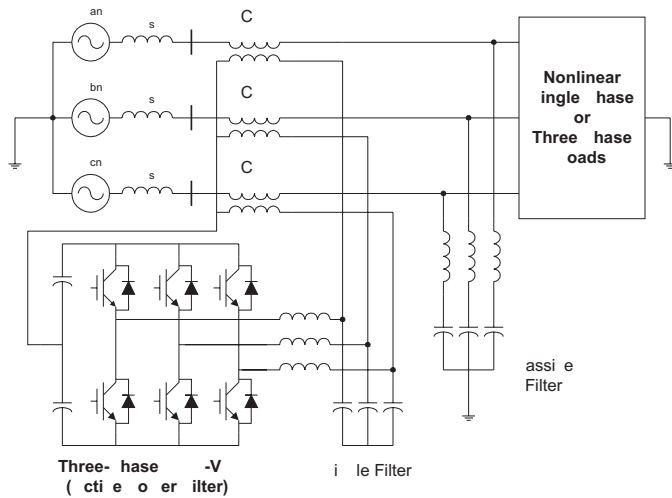 an
s
C
bn
s
C
cn
s
C
Nonlinear
ingle hase
or
Three hase
oads
assi e
Filter
Three- hase -V
( cti e o er ilter)
i le Filter